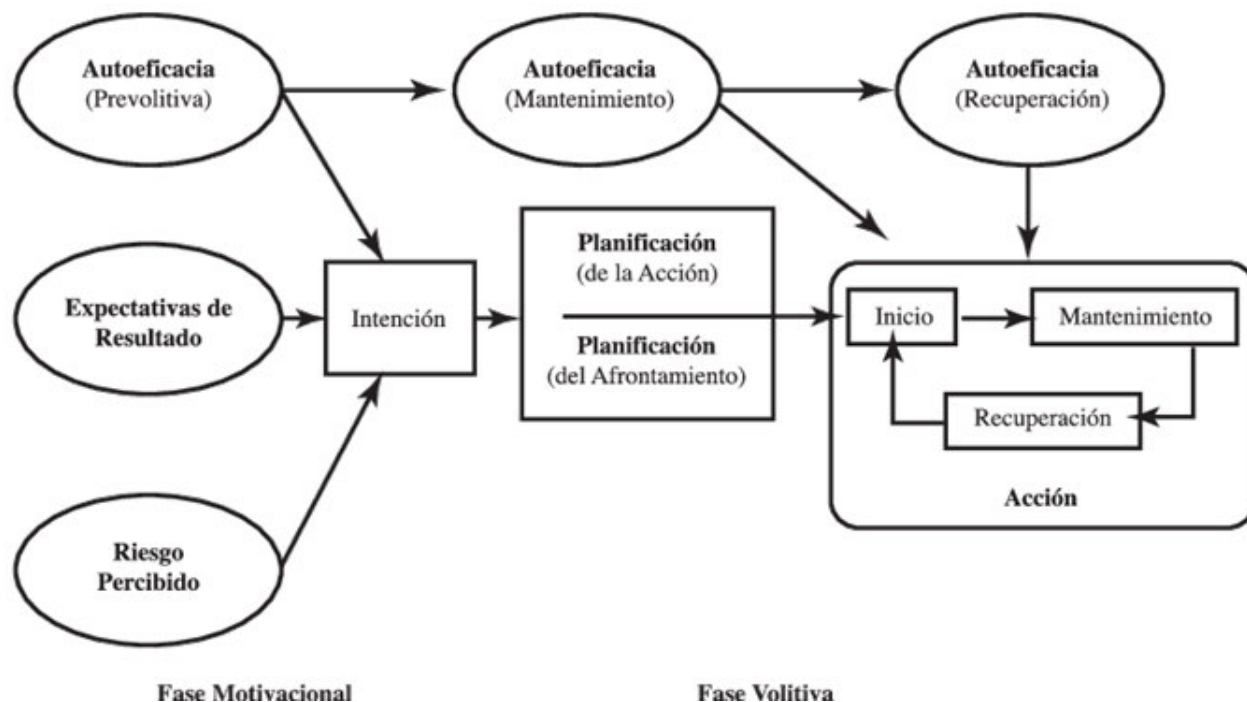 Autoeficacia
(Prevolitiva)
Autoeficacia
(Mantenimiento)
Autoeficacia
(Recuperación)
Expectativas de
Resultado
Intención
Planificación
(de la Acción)
Planificación
(del Afrontamiento)
Inicio
Mantenimiento
Recuperación
Acción
Riesgo
Percibido
Fase Motivacional
Fase Volitiva